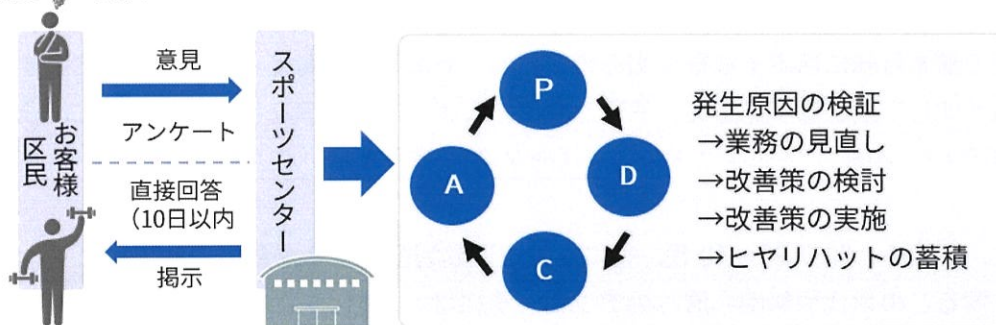 意見
アンケート
お客様
区民
直接回答
（10日以内
掲示
スポーツセンター
P
D
C
A
発生原因の検証
→業務の見直し
→改善策の検討
→改善策の実施
→ヒヤリハットの蓄積